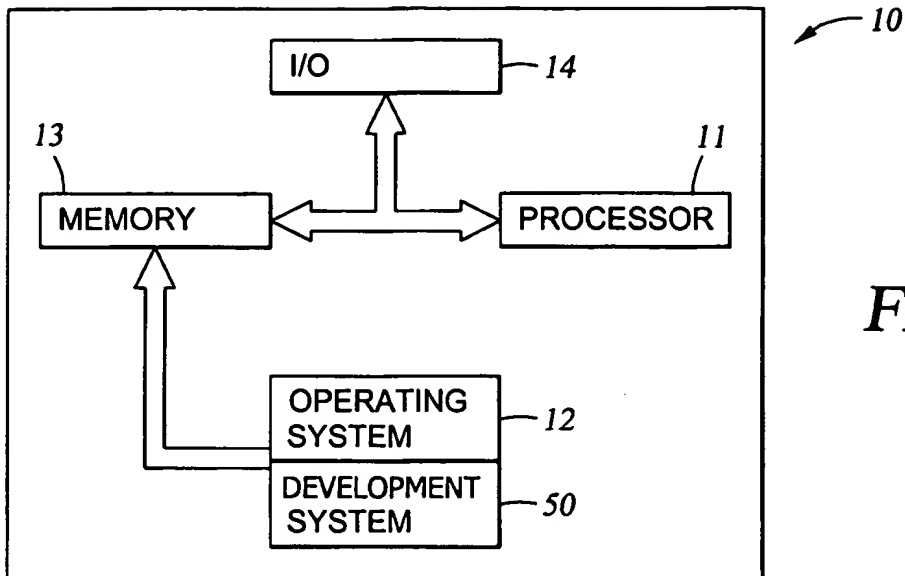 10
I/O
14
13
11
MEMORY
PROCESSOR
F
OPERATING
SYSTEM
12
DEVELOPMENT
SYSTEM
50